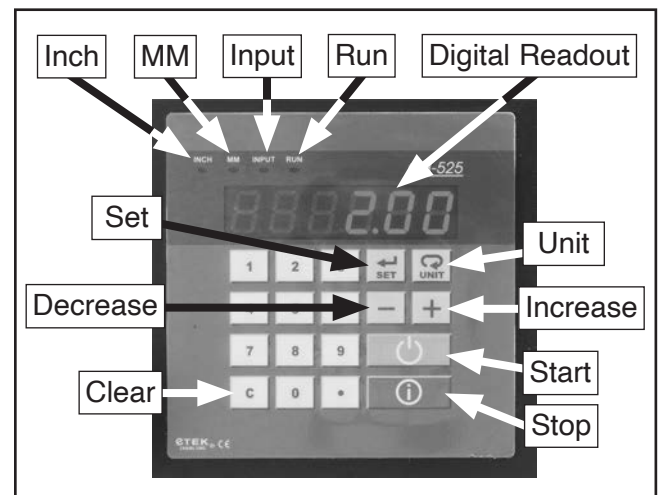 Inch MM Input Run Digital Readout
INCH MM INPUT RUN
-525
2.00
Set
SET UNIT
Unit
1 2
Decrease
− +
Increase
7 8 9
Start
Clear
C 0 •
Stop
ETEK CE